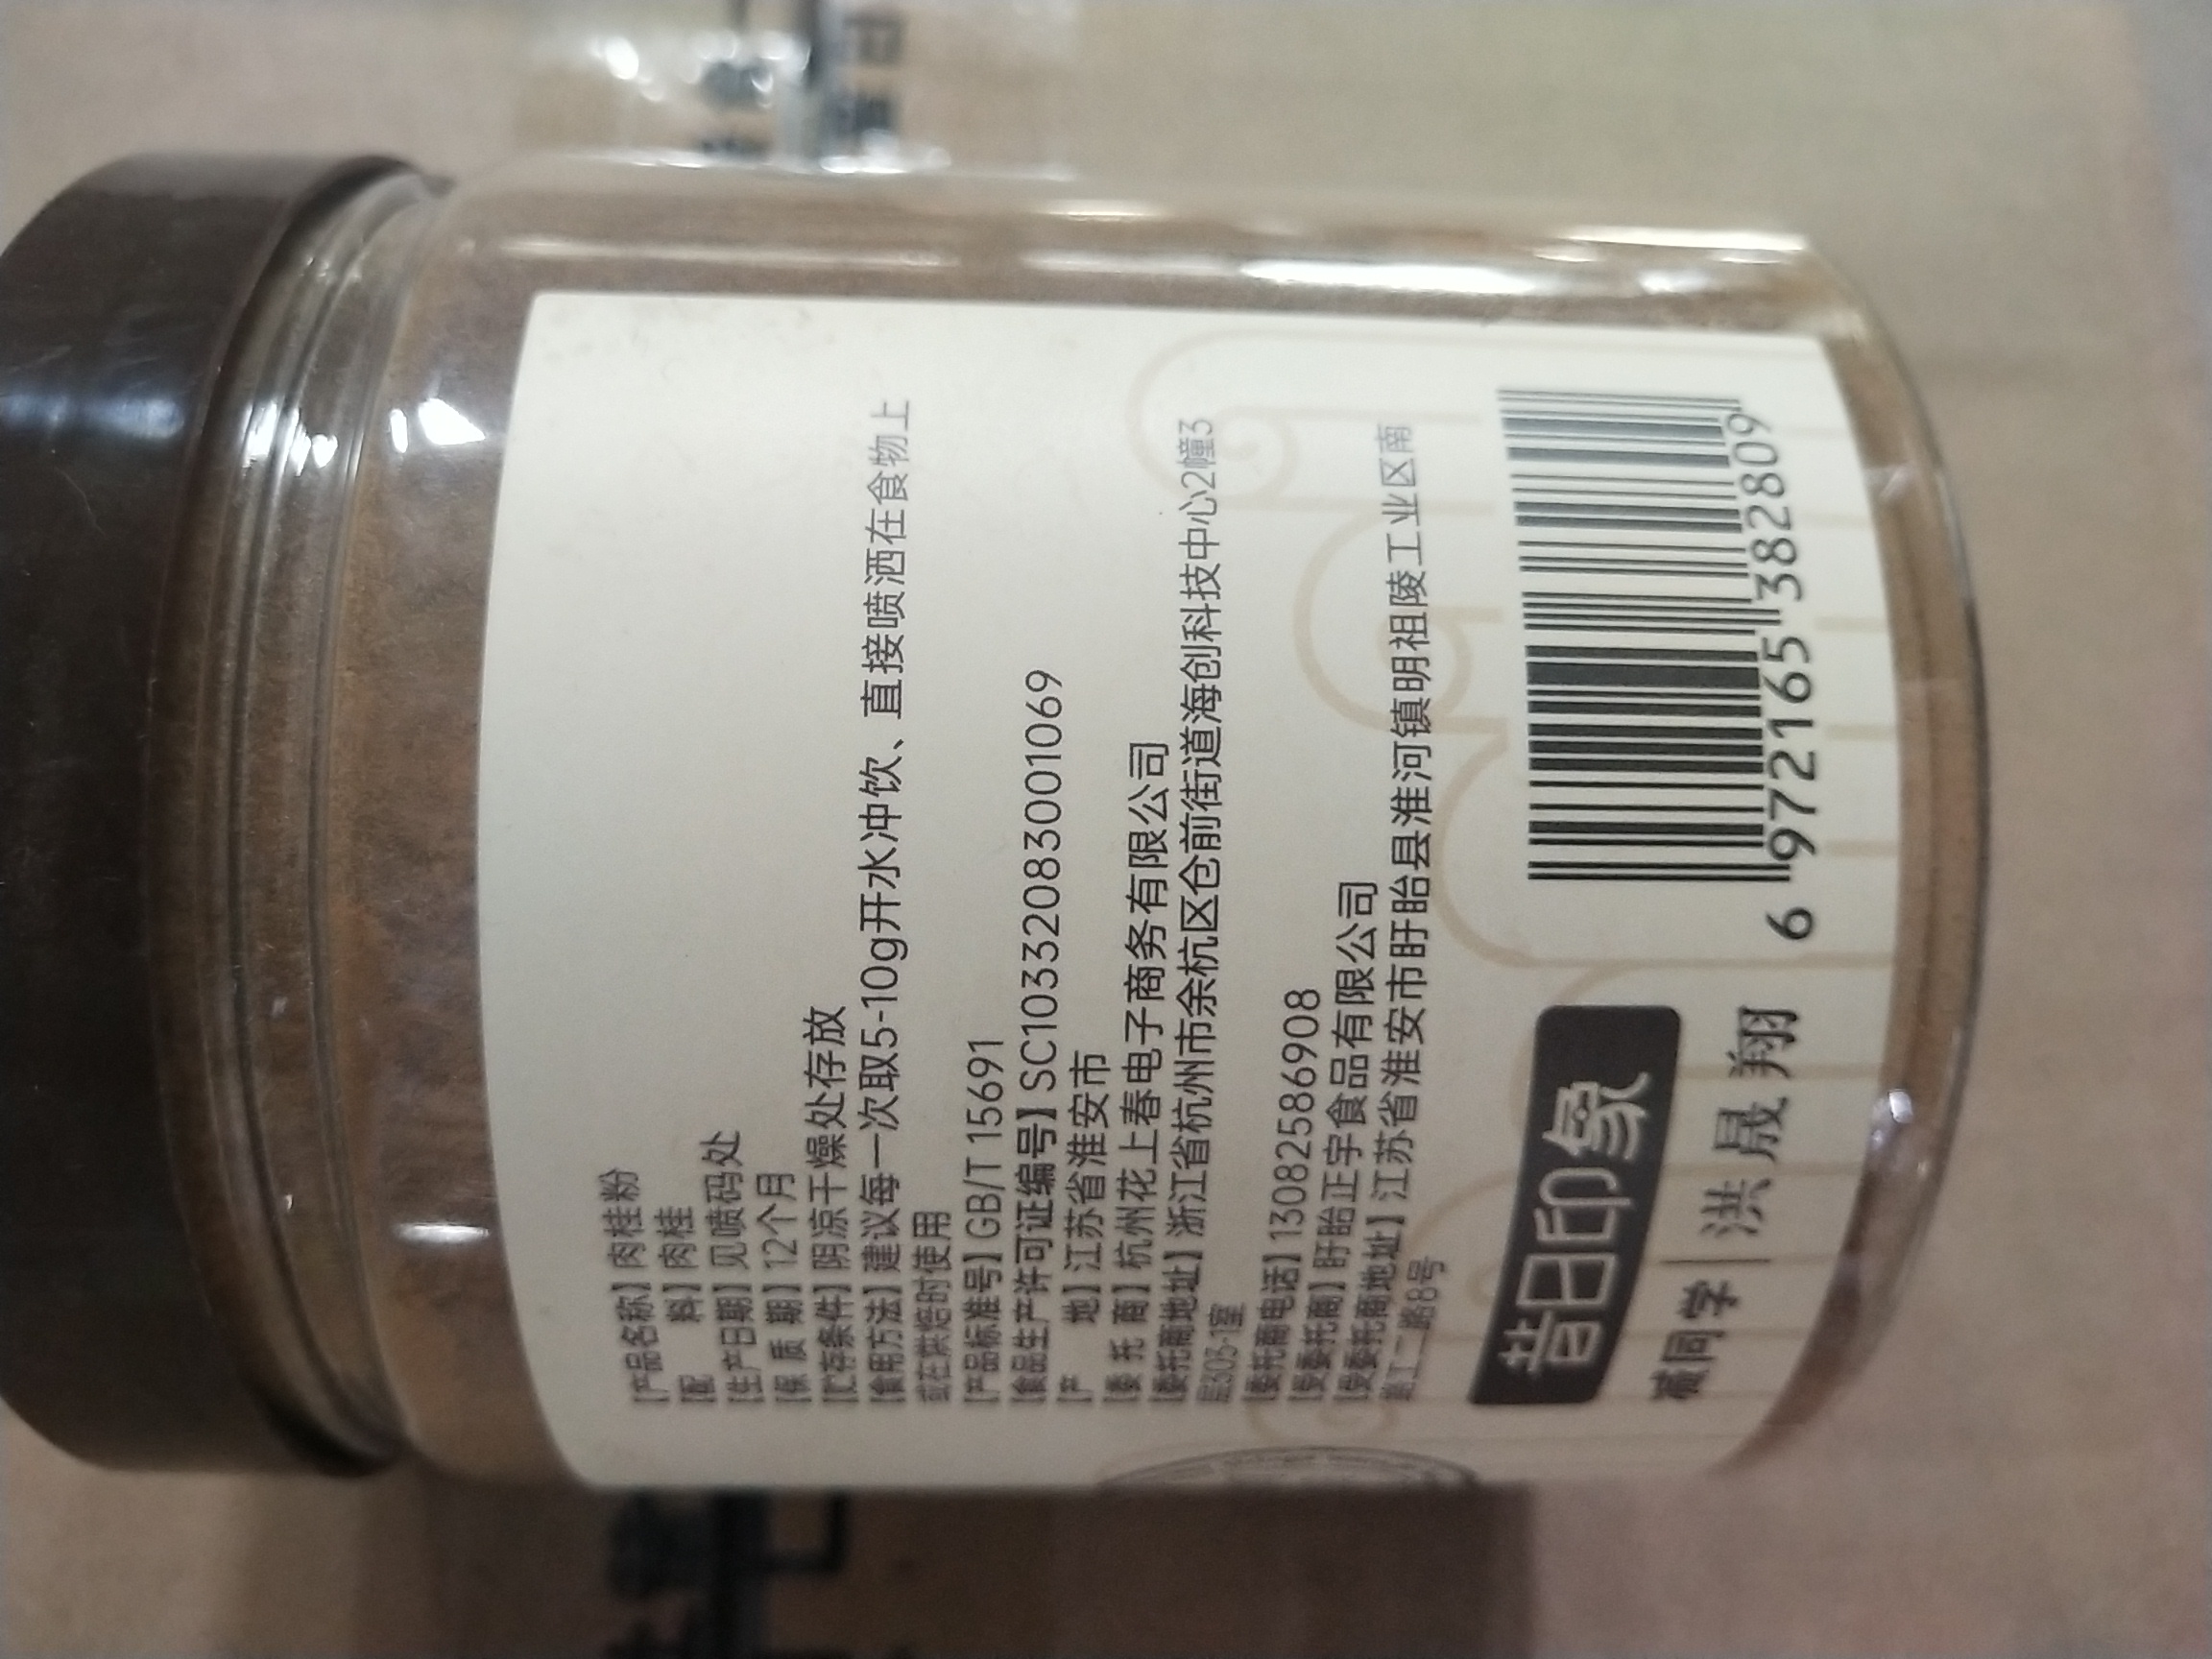 【产品名称】肉桂粉
【配 料】肉桂
【生产日期】见喷码处
【保 质 期】12个月
【贮存条件】阴凉干燥处存放
【食用方法】建议每一次取5-10g开水冲饮、直接喷洒在食物上
或在烘焙时使用
【产品标准号】GB/T 15691
【食品生产许可证编号】SC10332083001069
【产 地】江苏省淮安市
【委 托 商】杭州花上春电子商务有限公司
【委托商地址】浙江省杭州市余杭区仓前街道海创科技中心2幢3
层303-1室
【委托商电话】13082586908
【受委托商】盱眙正宇食品有限公司
【受委托商地址】江苏省淮安市盱眙县淮河镇明祖陵工业区南
工二路8号
昔日印象
薇同学|洪晟翔
6 972165 382809